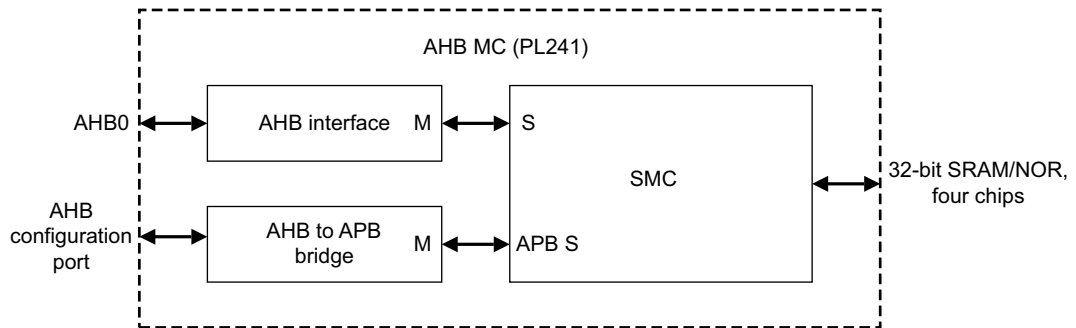 AHB MC (PL241)
AHB0
AHB interface
M
S
SMC
32-bit SRAM/NOR,
four chips
AHB
configuration
port
AHB to APB
bridge
M
APB S